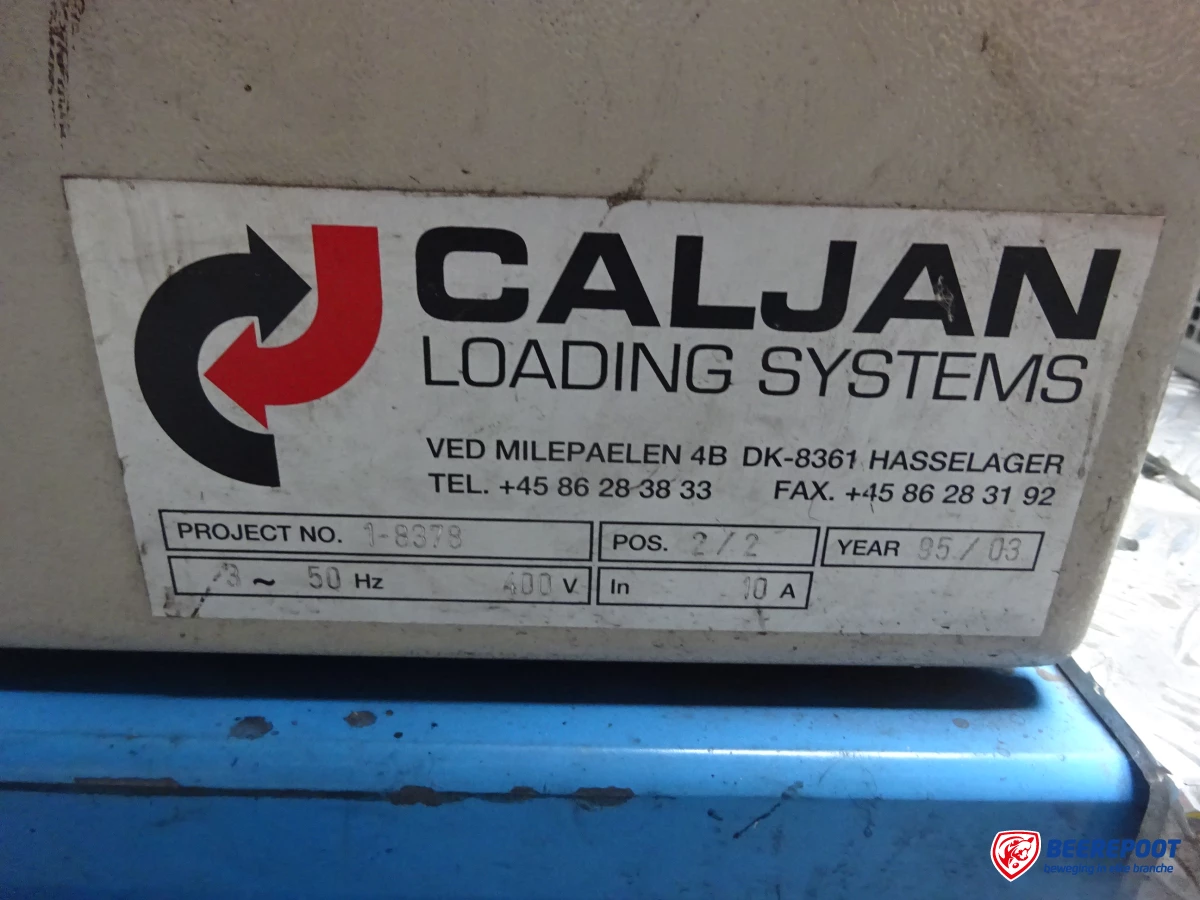 CALJAN
LOADING SYSTEMS
VED MILEPAELEN 4B DK-8361 HASSELAGER
TEL. +45 86 28 38 33 FAX. +45 86 28 31 92
PROJECT NO. 1-8378 POS. 2/2 YEAR 95/03
3 ~ 50 Hz 400 V In 10 A
BEEREPOOT
beweging in elke branche